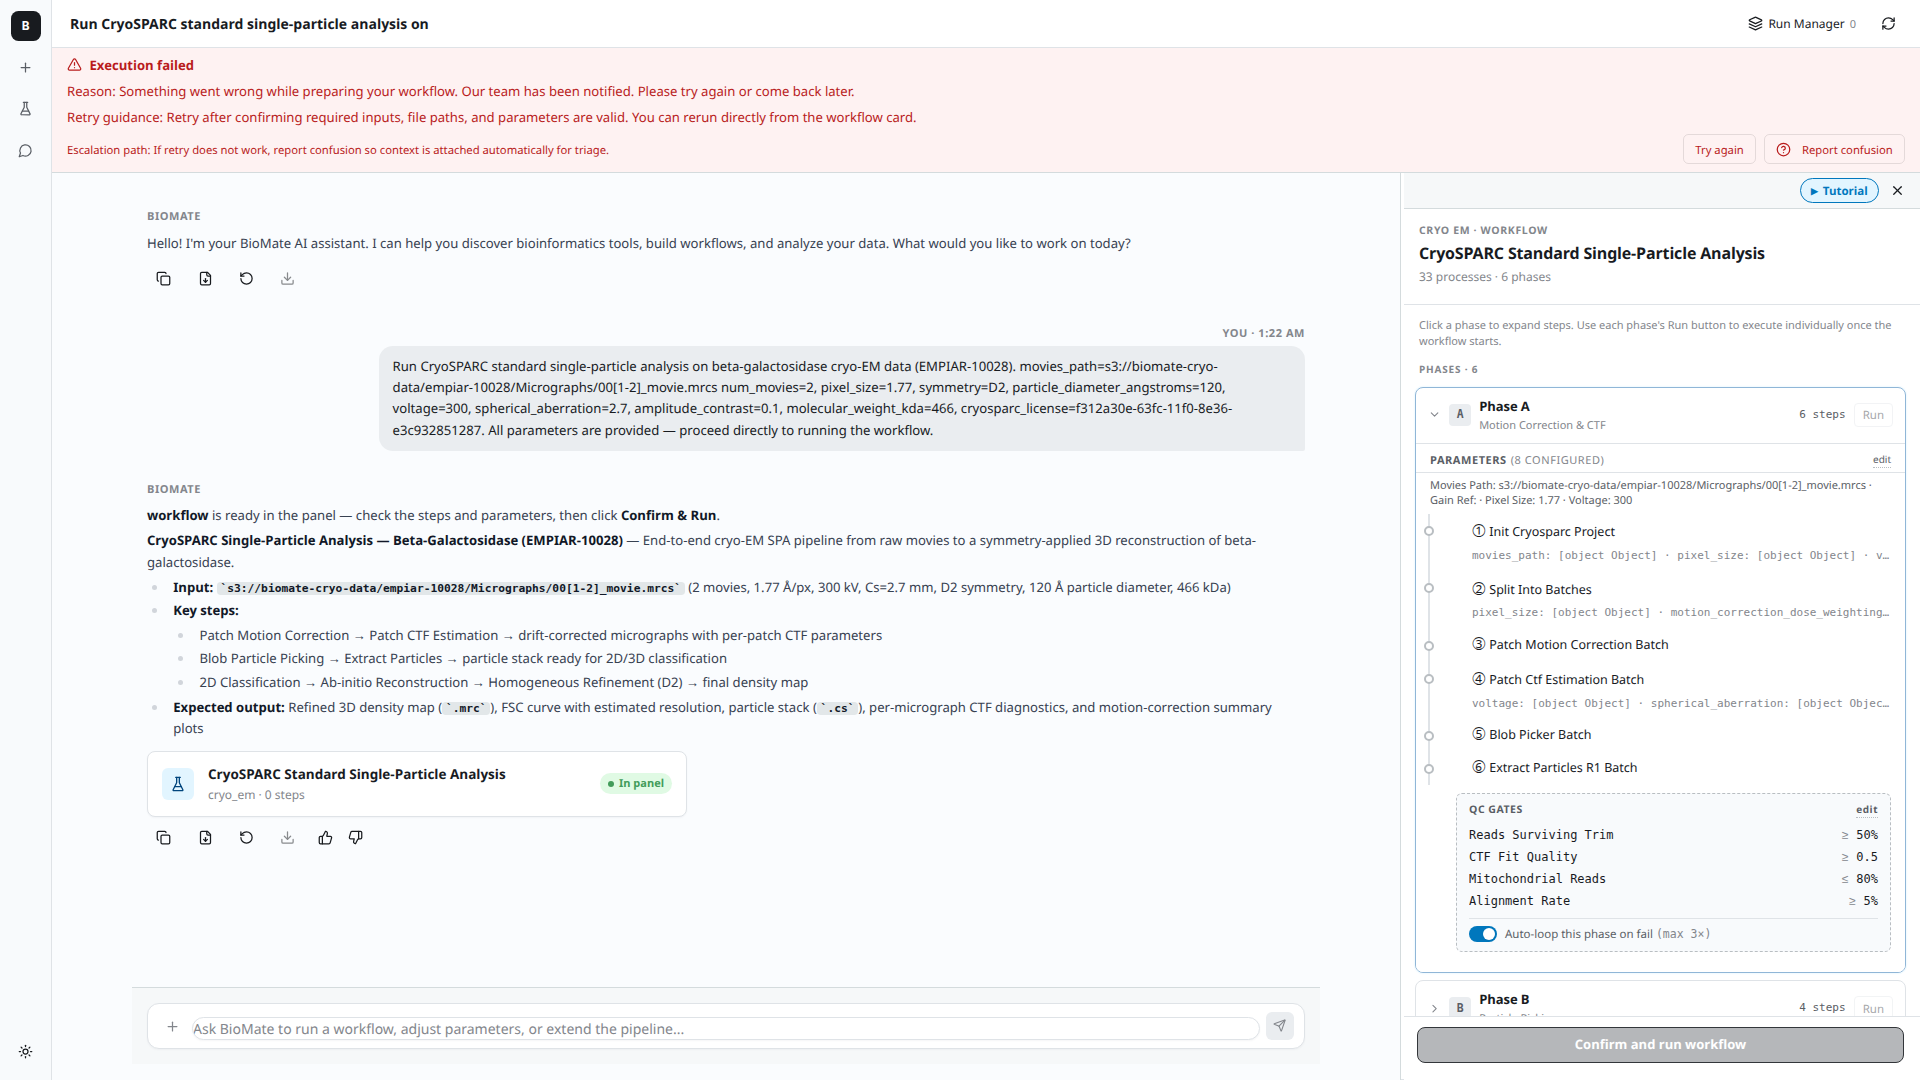 B
Run CryoSPARC standard single-particle analysis on
Run Manager 0
Execution failed
Reason: Something went wrong while preparing your workflow. Our team has been notified. Please try again or come back later.
Retry guidance: Retry after confirming required inputs, file paths, and parameters are valid. You can rerun directly from the workflow card.
Escalation path: If retry does not work, report confusion so context is attached automatically for triage.
Try again
Report confusion
BIOMATE
Hello! I'm your BioMate AI assistant. I can help you discover bioinformatics tools, build workflows, and analyze your data. What would you like to work on today?
YOU · 1:22 AM
Run CryoSPARC standard single-particle analysis on beta-galactosidase cryo-EM data (EMPIAR-10028). movies_path=s3://biomate-cryo-
data/empiar-10028/Micrographs/00[1-2]_movie.mrcs num_movies=2, pixel_size=1.77, symmetry=D2, particle_diameter_angstroms=120,
voltage=300, spherical_aberration=2.7, amplitude_contrast=0.1, molecular_weight_kda=466, cryosparc_license=f312a30e-63fc-11f0-8e36-
e3c932851287. All parameters are provided — proceed directly to running the workflow.
BIOMATE
workflow is ready in the panel — check the steps and parameters, then click Confirm & Run.
CryoSPARC Single-Particle Analysis — Beta-Galactosidase (EMPIAR-10028) — End-to-end cryo-EM SPA pipeline from raw movies to a symmetry-applied 3D reconstruction of beta-
galactosidase.
Input: `s3://biomate-cryo-data/empiar-10028/Micrographs/00[1-2]_movie.mrcs` (2 movies, 1.77 Å/px, 300 kV, Cs=2.7 mm, D2 symmetry, 120 Å particle diameter, 466 kDa)
Key steps:
Patch Motion Correction → Patch CTF Estimation → drift-corrected micrographs with per-patch CTF parameters
Blob Particle Picking → Extract Particles → particle stack ready for 2D/3D classification
2D Classification → Ab-initio Reconstruction → Homogeneous Refinement (D2) → final density map
Expected output: Refined 3D density map (`.mrc`), FSC curve with estimated resolution, particle stack (`.cs`), per-micrograph CTF diagnostics, and motion-correction summary
plots
CryoSPARC Standard Single-Particle Analysis
cryo_em · 0 steps
In panel
Ask BioMate to run a workflow, adjust parameters, or extend the pipeline...
▶ Tutorial
CRYO EM · WORKFLOW
CryoSPARC Standard Single-Particle Analysis
33 processes · 6 phases
Click a phase to expand steps. Use each phase's Run button to execute individually once the
workflow starts.
PHASES · 6
A Phase A 6 steps Run
Motion Correction & CTF
PARAMETERS (8 CONFIGURED) edit
Movies Path: s3://biomate-cryo-data/empiar-10028/Micrographs/00[1-2]_movie.mrcs ·
Gain Ref: · Pixel Size: 1.77 · Voltage: 300
① Init Cryosparc Project
movies_path: [object Object] · pixel_size: [object Object] · v…
② Split Into Batches
pixel_size: [object Object] · motion_correction_dose_weighting…
③ Patch Motion Correction Batch
④ Patch Ctf Estimation Batch
voltage: [object Object] · spherical_aberration: [object Objec…
⑤ Blob Picker Batch
⑥ Extract Particles R1 Batch
QC GATES edit
Reads Surviving Trim ≥ 50%
CTF Fit Quality ≥ 0.5
Mitochondrial Reads ≤ 80%
Alignment Rate ≥ 5%
Auto-loop this phase on fail (max 3×)
B Phase B 4 steps Run
Confirm and run workflow